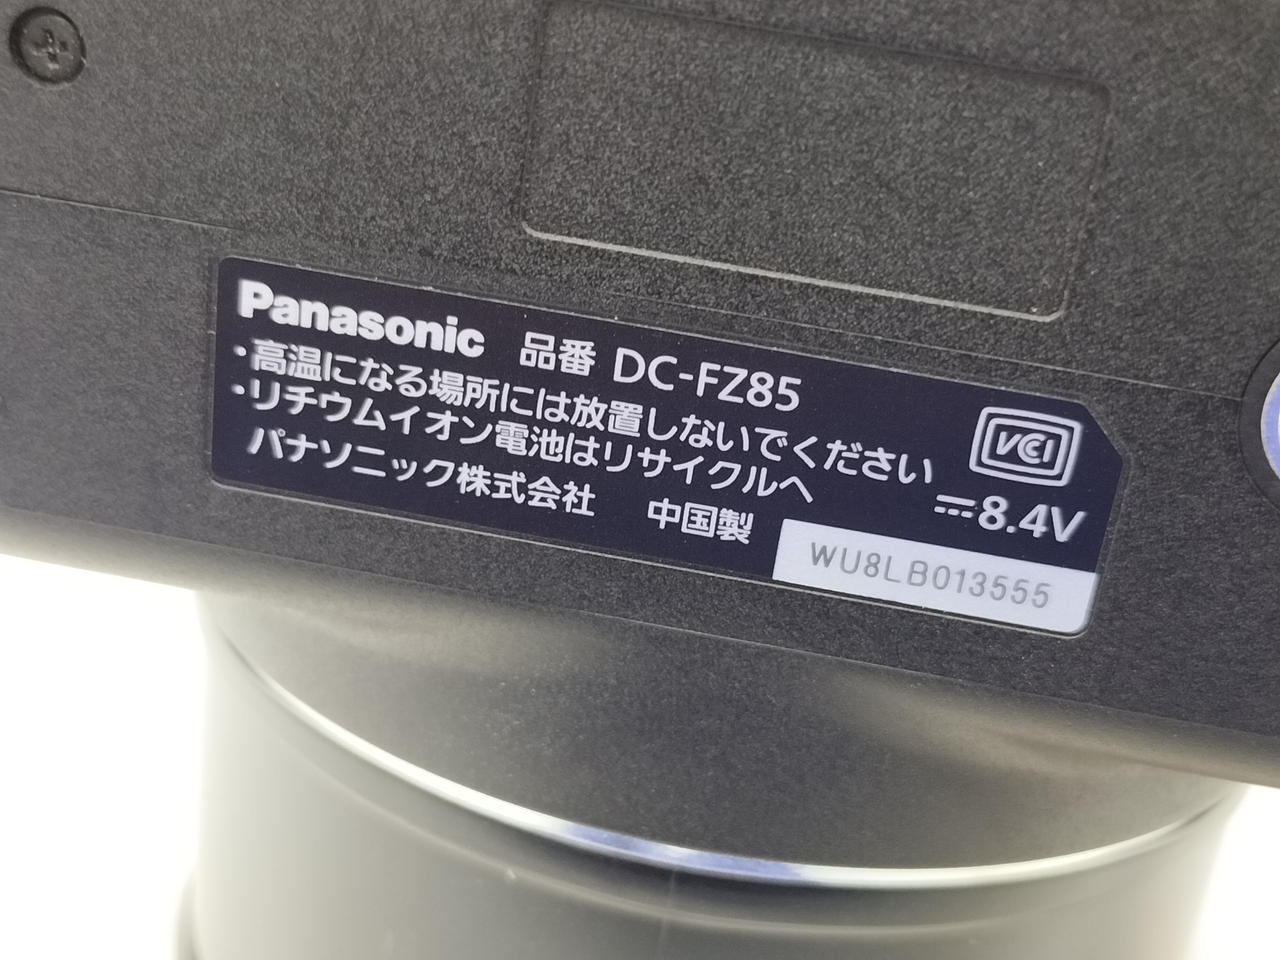 Panasonic 品番 DC-FZ85
・高温になる場所には放置しないでください
・リチウムイオン電池はリサイクルへ
パナソニック株式会社 中国製
VCI
⎓8.4V
WU8LB013555